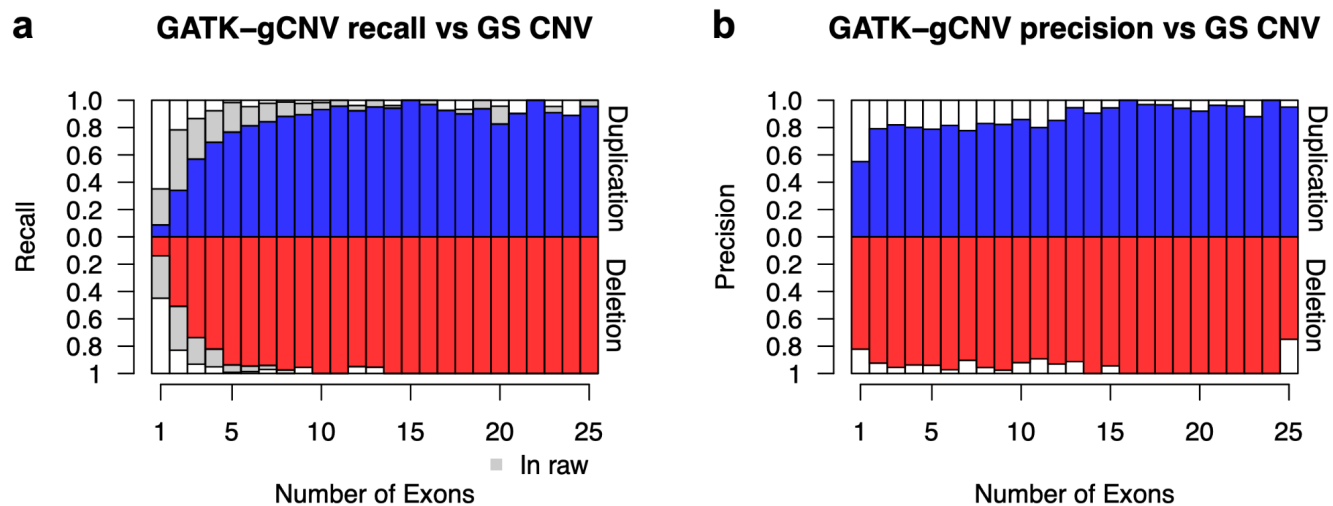 a
GATK–gCNV recall vs GS CNV
1.0
0.8
0.6
0.4
0.2
0.0
0.2
0.4
0.6
0.8
1
Recall
Duplication
Deletion
1 5 10 15 20 25
In raw
Number of Exons
b
GATK–gCNV precision vs GS CNV
1.0
0.8
0.6
0.4
0.2
0.0
0.2
0.4
0.6
0.8
1
Precision
Duplication
Deletion
1 5 10 15 20 25
Number of Exons